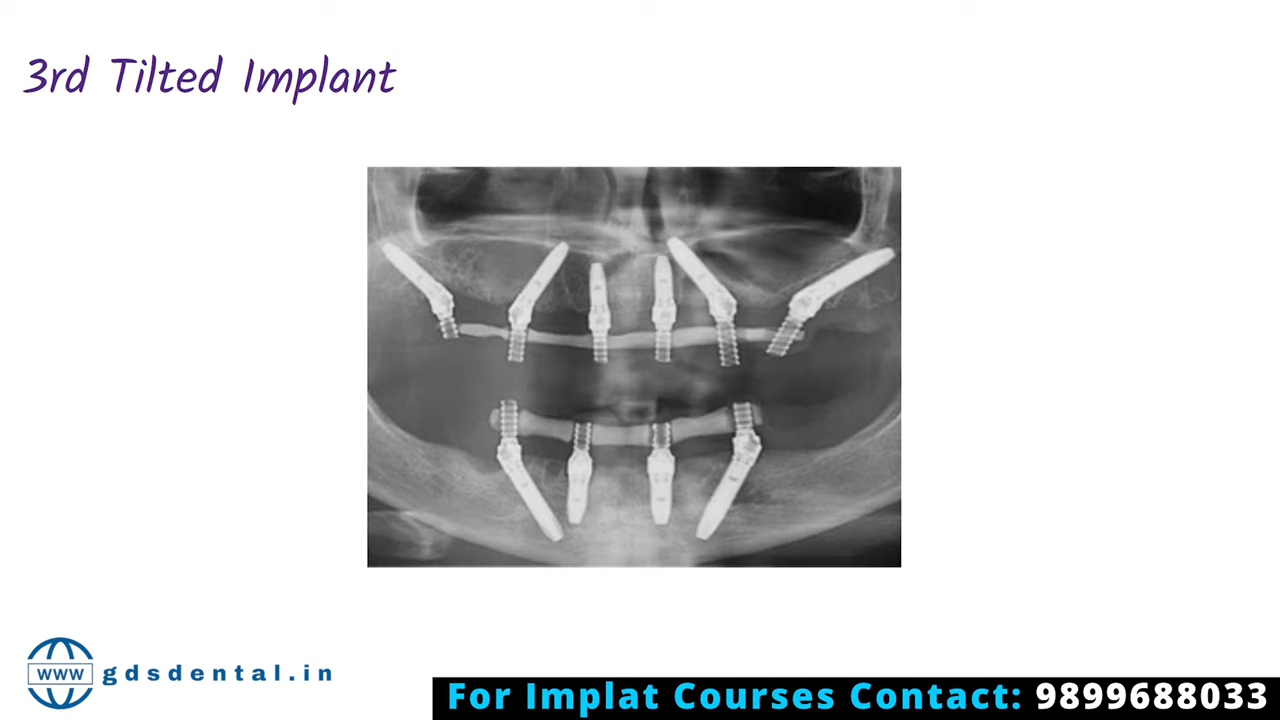 3rd Tilted Implant
www gdsdental.in
For Implat Courses Contact: 9899688033